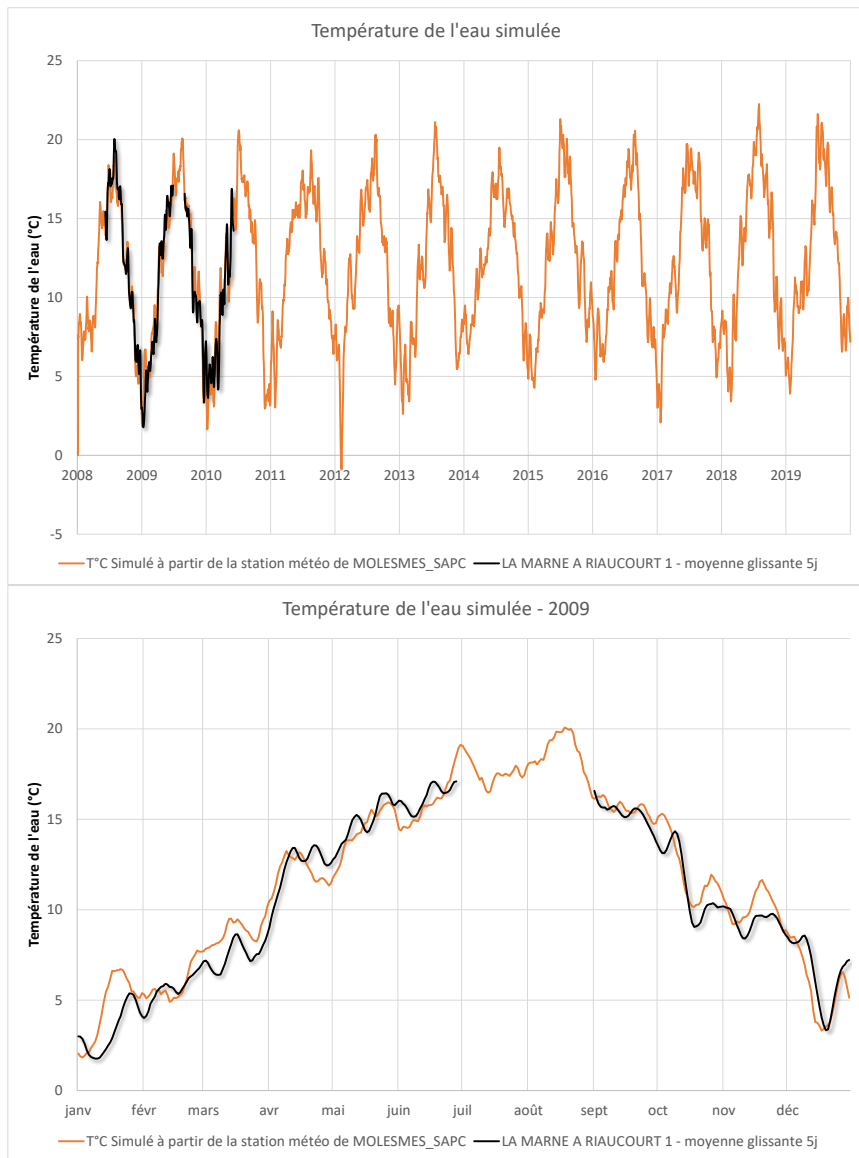 Température de l'eau simulée
Température de l'eau (°C)
25
20
15
10
5
0
-5
2008 2009 2010 2011 2012 2013 2014 2015 2016 2017 2018 2019
T°C Simulé à partir de la station météo de MOLESMES_SAPC LA MARNE A RIAUCOURT 1 - moyenne glissante 5j
Température de l'eau simulée - 2009
Température de l'eau (°C)
25
20
15
10
5
0
janv févr mars avr mai juin juil août sept oct nov déc
T°C Simulé à partir de la station météo de MOLESMES_SAPC LA MARNE A RIAUCOURT 1 - moyenne glissante 5j